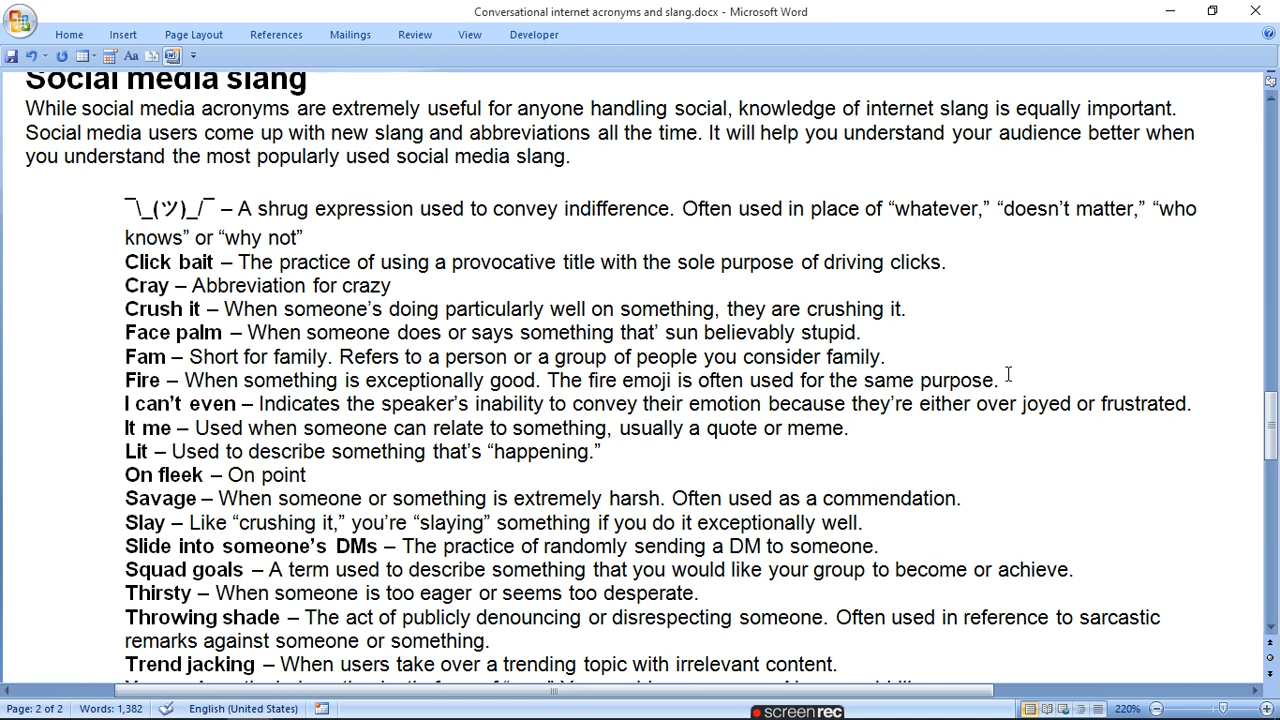 Conversational internet acronyms and slang.docx - Microsoft Word
Home Insert Page Layout References Mailings Review View Developer
Social media slang
While social media acronyms are extremely useful for anyone handling social, knowledge of internet slang is equally important.
Social media users come up with new slang and abbreviations all the time. It will help you understand your audience better when
you understand the most popularly used social media slang.
¯\_(ツ)_/¯ – A shrug expression used to convey indifference. Often used in place of “whatever,” “doesn’t matter,” “who
knows” or “why not”
Click bait – The practice of using a provocative title with the sole purpose of driving clicks.
Cray – Abbreviation for crazy
Crush it – When someone’s doing particularly well on something, they are crushing it.
Face palm – When someone does or says something that’ sun believably stupid.
Fam – Short for family. Refers to a person or a group of people you consider family.
Fire – When something is exceptionally good. The fire emoji is often used for the same purpose.
I can’t even – Indicates the speaker’s inability to convey their emotion because they’re either over joyed or frustrated.
It me – Used when someone can relate to something, usually a quote or meme.
Lit – Used to describe something that’s “happening.”
On fleek – On point
Savage – When someone or something is extremely harsh. Often used as a commendation.
Slay – Like “crushing it,” you’re “slaying” something if you do it exceptionally well.
Slide into someone’s DMs – The practice of randomly sending a DM to someone.
Squad goals – A term used to describe something that you would like your group to become or achieve.
Thirsty – When someone is too eager or seems too desperate.
Throwing shade – The act of publicly denouncing or disrespecting someone. Often used in reference to sarcastic
remarks against someone or something.
Trend jacking – When users take over a trending topic with irrelevant content.
Page: 2 of 2 Words: 1,382 English (United States) 220%
screenrec